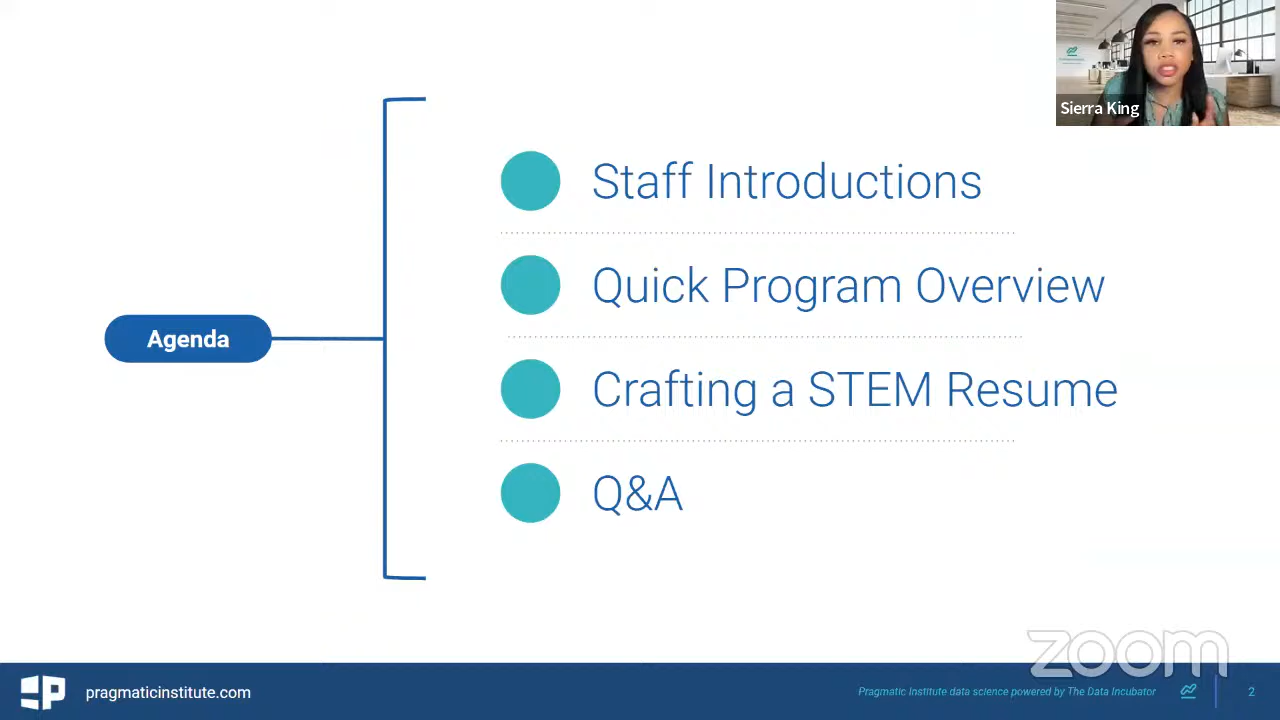 Sierra King
Staff Introductions
Quick Program Overview
Agenda
Crafting a STEM Resume
Q&A
zoom
pragmaticinstitute.com
Pragmatic Institute data science powered by The Data Incubator
2